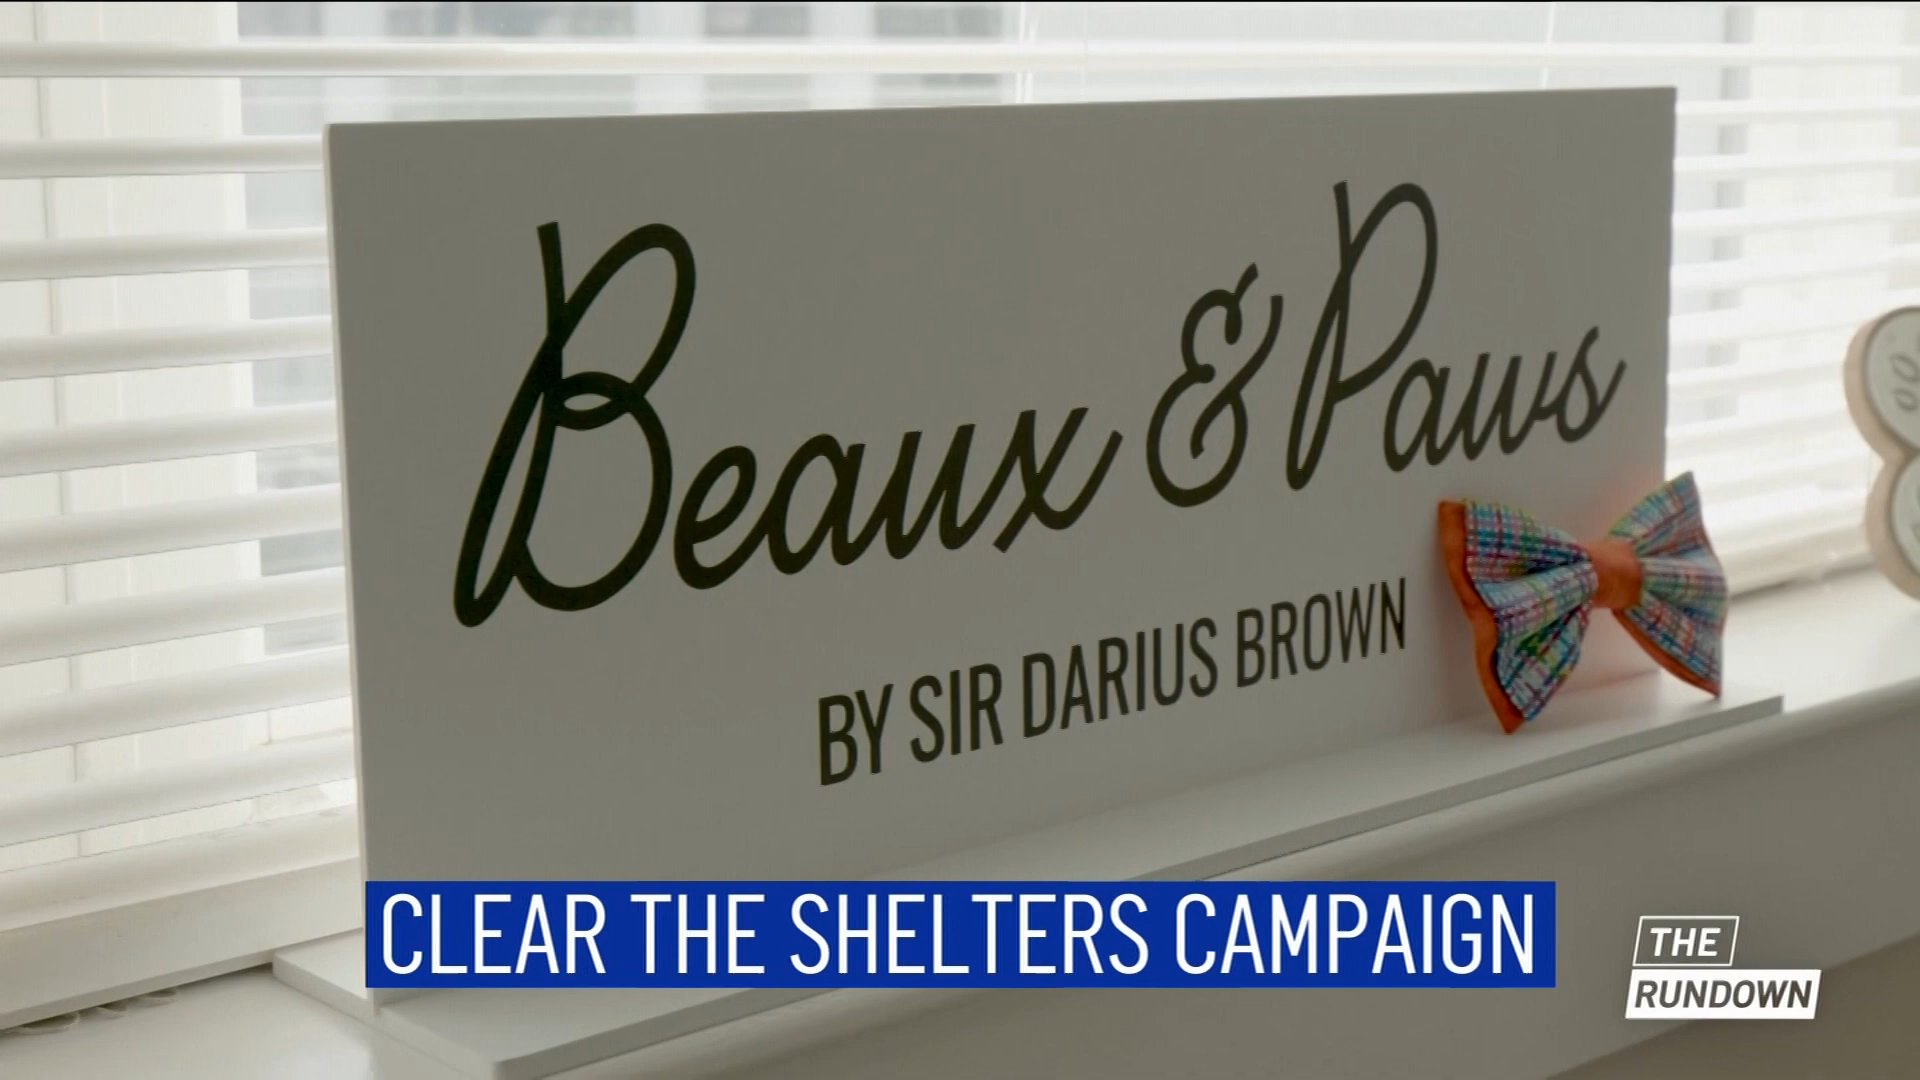 Beaux & Paws
BY SIR DARIUS BROWN
CLEAR THE SHELTERS CAMPAIGN
THE
RUNDOWN